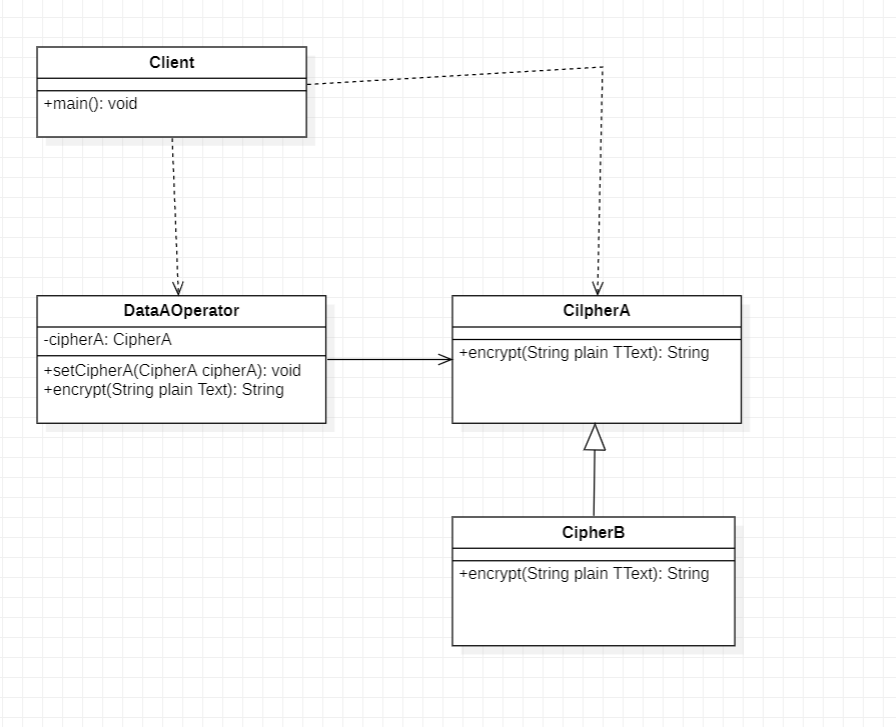 Client
+main(): void
DataAOperator
-cipherA: CipherA
+setCipherA(CipherA cipherA): void
+encrypt(String plain Text): String
CilpherA
+encrypt(String plain TText): String
CipherB
+encrypt(String plain TText): String